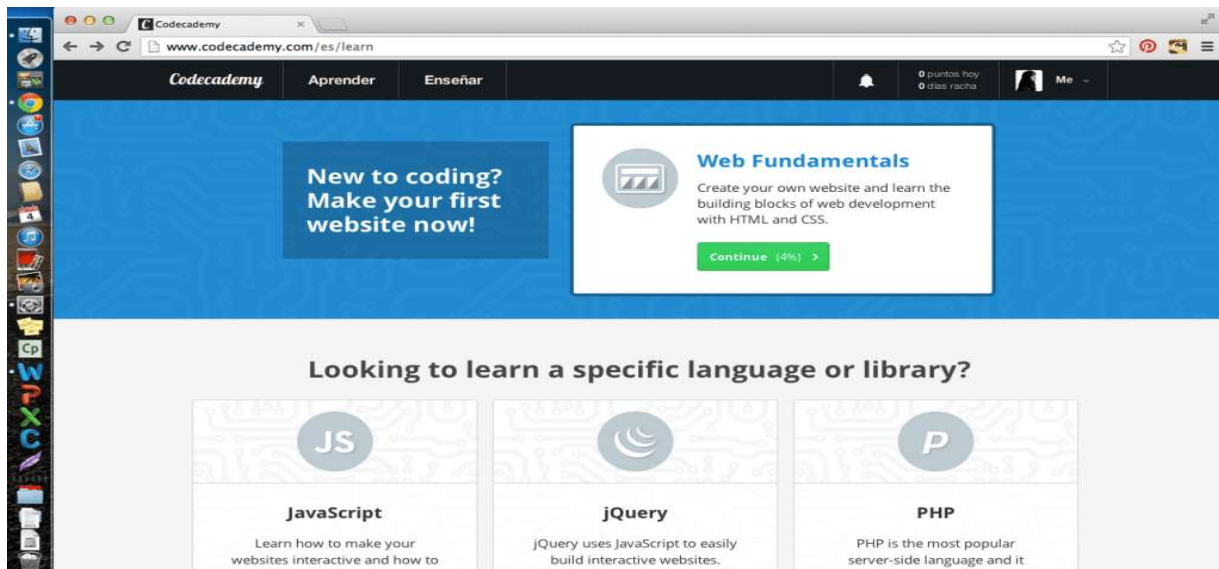 Codecademy
www.codecademy.com/es/learn
Codecademy Aprender Enseñar
0 puntos hoy
0 días racha
Me
New to coding?
Make your first
website now!
Web Fundamentals
Create your own website and learn the
building blocks of web development
with HTML and CSS.
Continue (4%) >
Looking to learn a specific language or library?
JS
JavaScript
Learn how to make your
websites interactive and how to
jQuery
jQuery uses JavaScript to easily
build interactive websites.
P
PHP
PHP is the most popular
server-side language and it
4
Cp
W
P
X
C